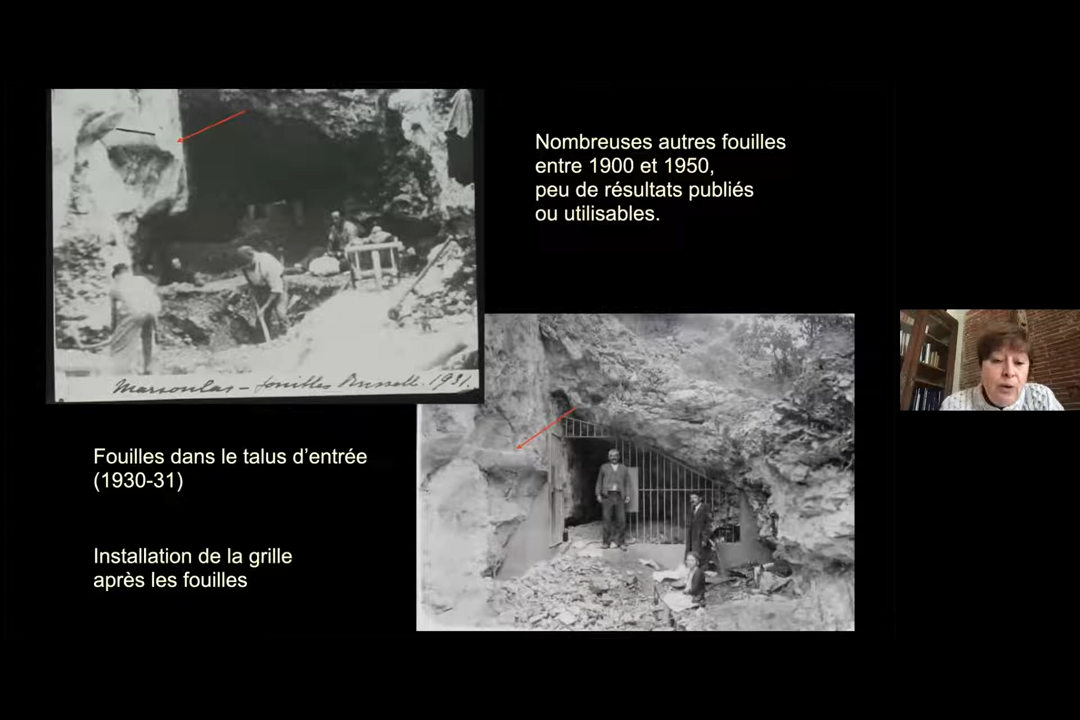 Nombreuses autres fouilles
entre 1900 et 1950,
peu de résultats publiés
ou utilisables.
Marsoulas – fouilles Russell. 1931.
Fouilles dans le talus d’entrée
(1930-31)
Installation de la grille
après les fouilles